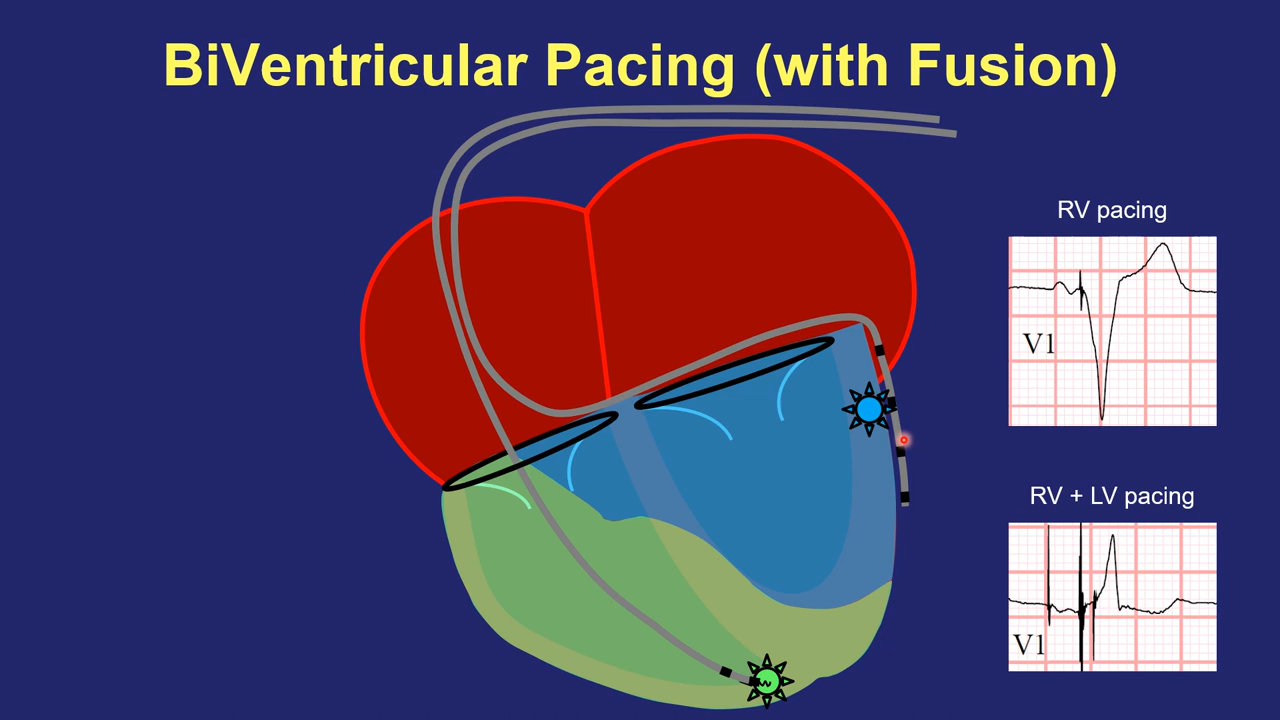 BiVentricular Pacing (with Fusion)
RV pacing
V1
RV + LV pacing
V1